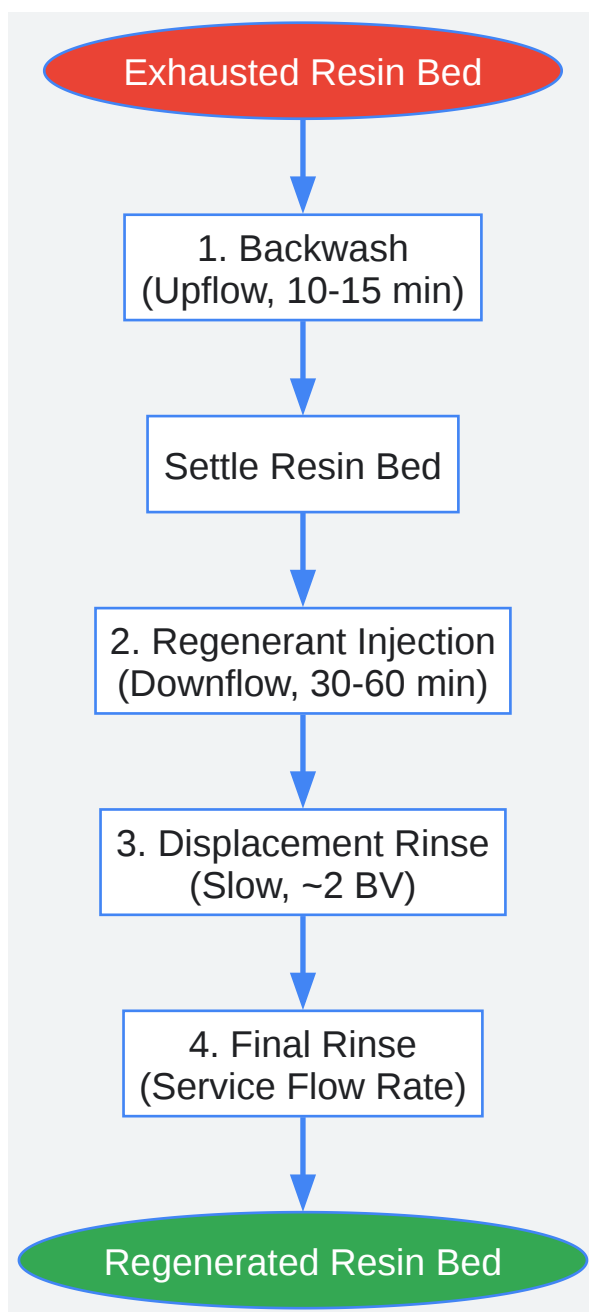 Exhausted Resin Bed
1. Backwash
(Upflow, 10-15 min)
Settle Resin Bed
2. Regenerant Injection
(Downflow, 30-60 min)
3. Displacement Rinse
(Slow, ~2 BV)
4. Final Rinse
(Service Flow Rate)
Regenerated Resin Bed